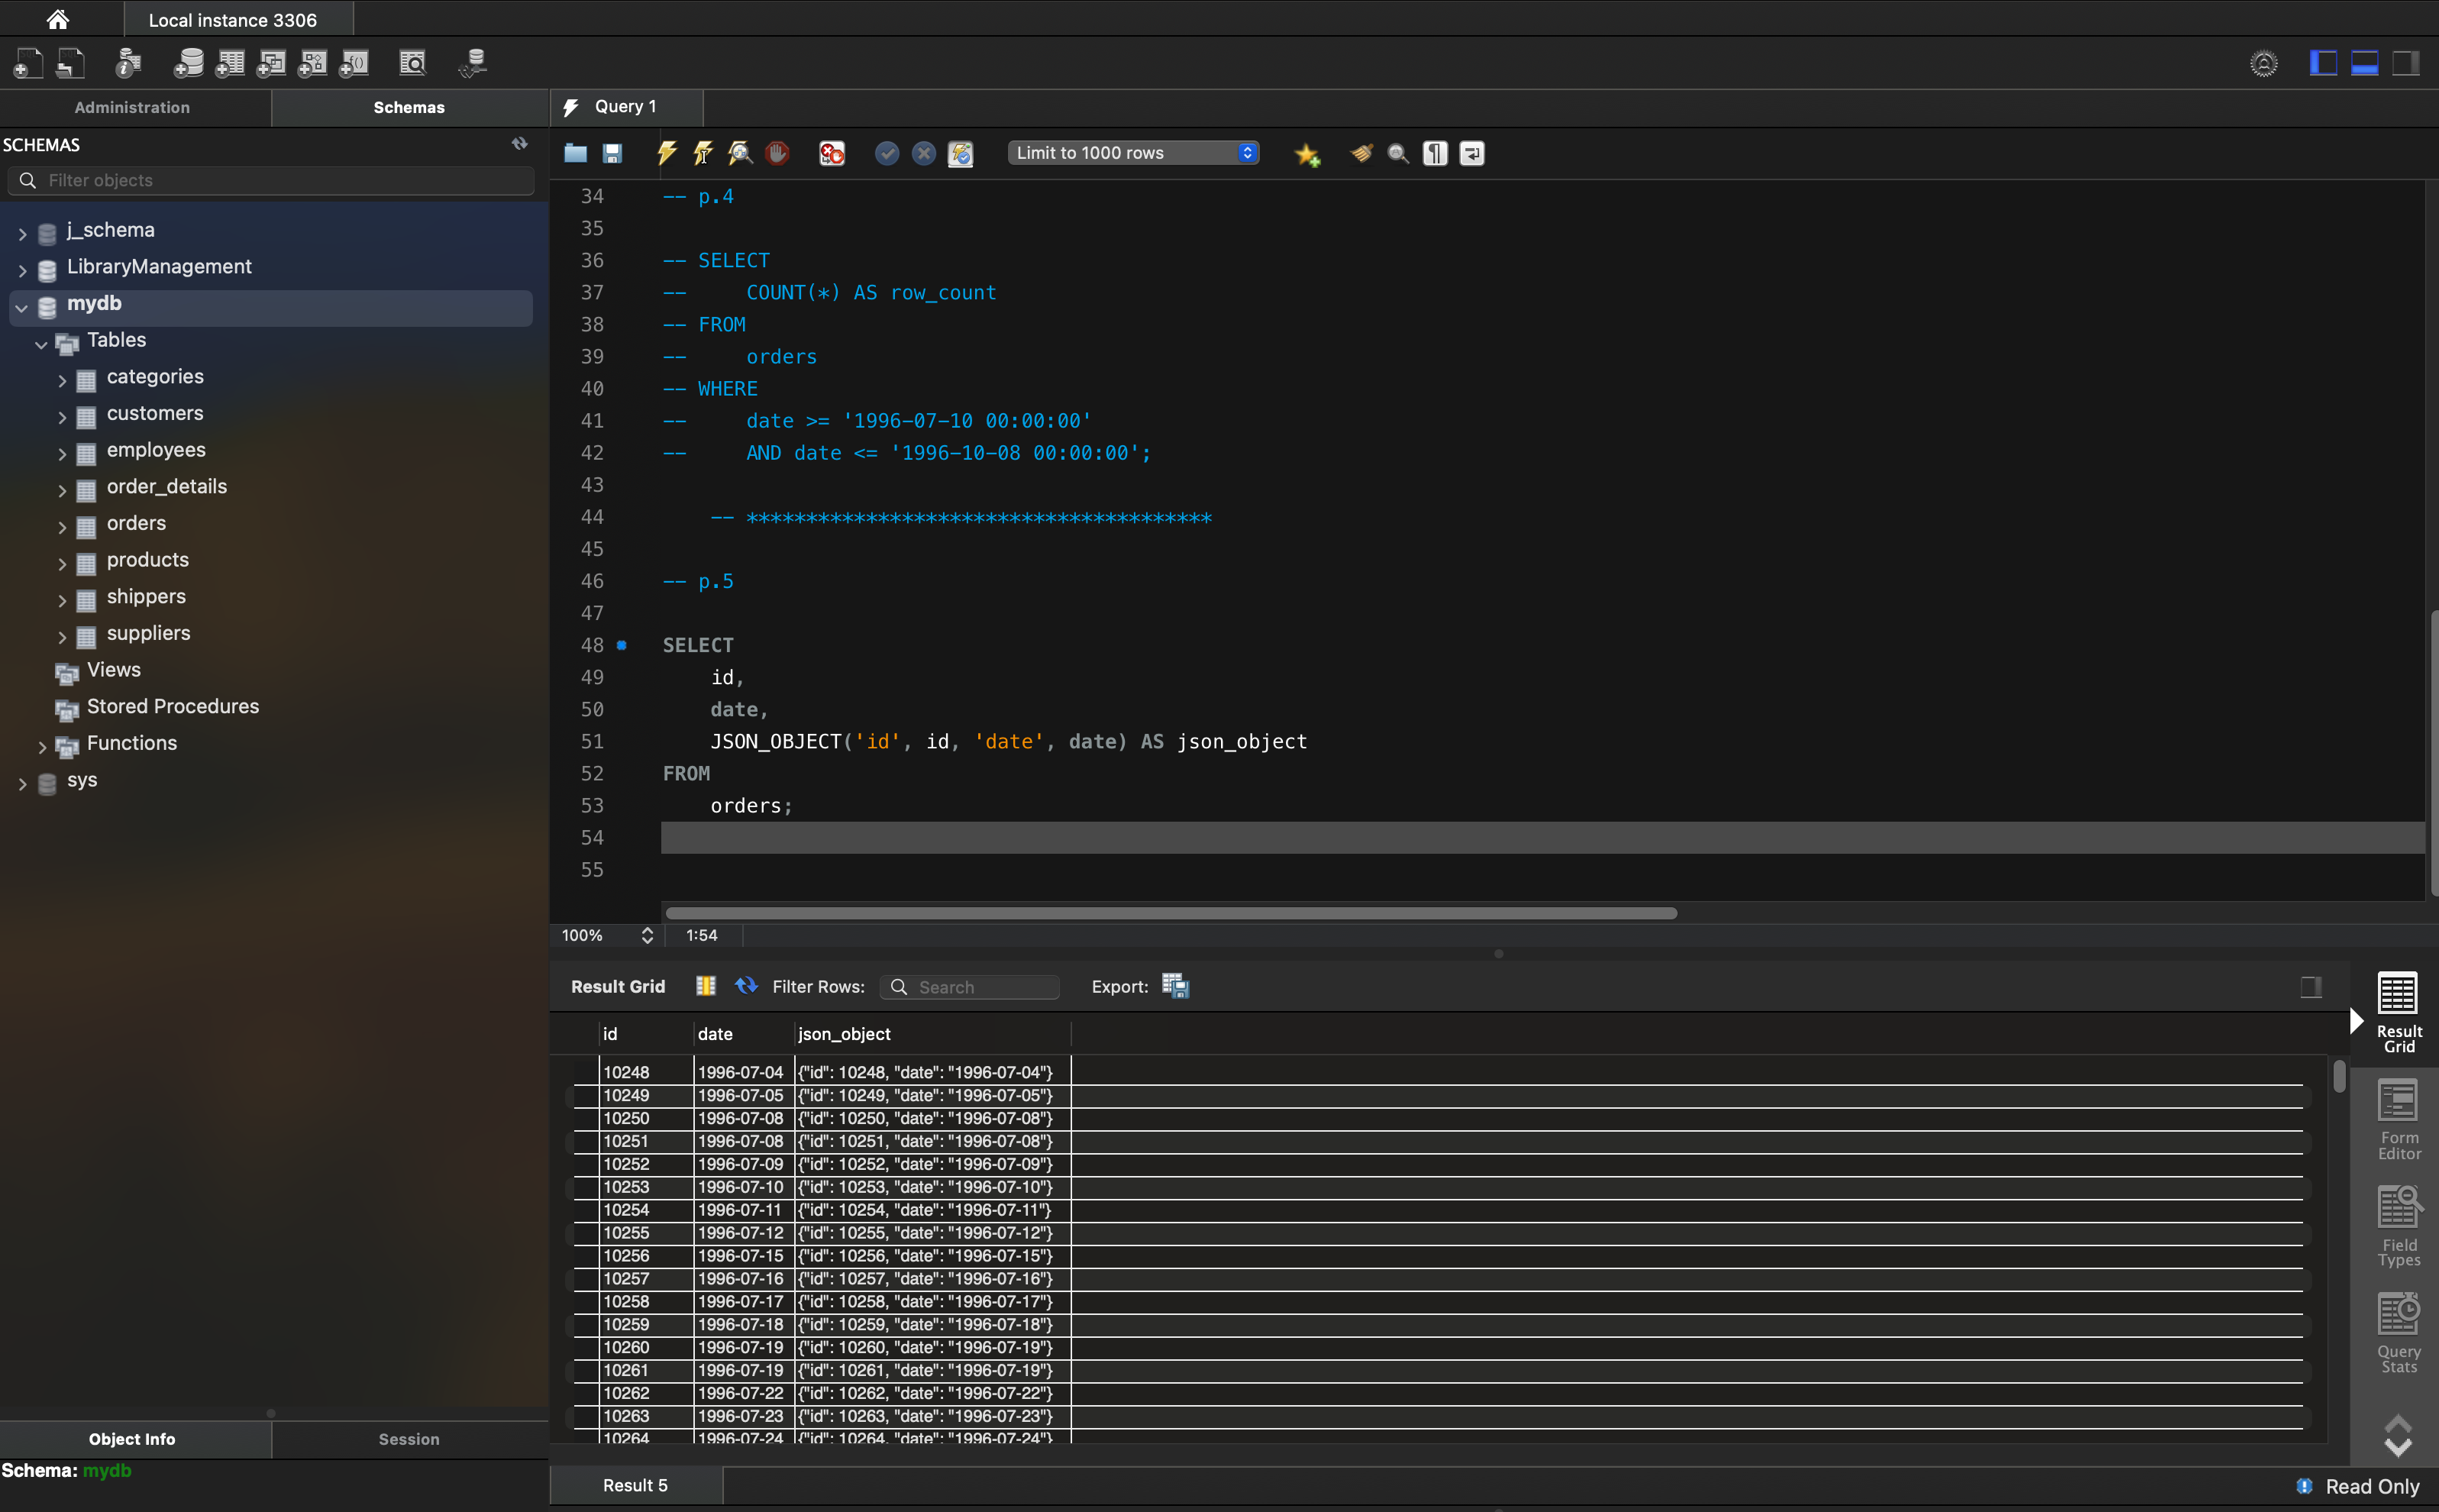 Local instance 3306
Administration
Schemas
Query 1
SCHEMAS
Filter objects
Limit to 1000 rows
j_schema
LibraryManagement
mydb
Tables
categories
customers
employees
order_details
orders
products
shippers
suppliers
Views
Stored Procedures
Functions
sys
34 -- p.4
35
36 -- SELECT
37 --     COUNT(*) AS row_count
38 -- FROM
39 --     orders
40 -- WHERE
41 --     date >= '1996-07-10 00:00:00'
42 --     AND date <= '1996-10-08 00:00:00';
43
44     -- ***************************************
45
46 -- p.5
47
48 SELECT
49     id,
50     date,
51     JSON_OBJECT('id', id, 'date', date) AS json_object
52 FROM
53     orders;
54
55
100% 1:54
Result Grid Filter Rows: Search Export:
id date json_object
10248 1996-07-04 {"id": 10248, "date": "1996-07-04"}
10249 1996-07-05 {"id": 10249, "date": "1996-07-05"}
10250 1996-07-08 {"id": 10250, "date": "1996-07-08"}
10251 1996-07-08 {"id": 10251, "date": "1996-07-08"}
10252 1996-07-09 {"id": 10252, "date": "1996-07-09"}
10253 1996-07-10 {"id": 10253, "date": "1996-07-10"}
10254 1996-07-11 {"id": 10254, "date": "1996-07-11"}
10255 1996-07-12 {"id": 10255, "date": "1996-07-12"}
10256 1996-07-15 {"id": 10256, "date": "1996-07-15"}
10257 1996-07-16 {"id": 10257, "date": "1996-07-16"}
10258 1996-07-17 {"id": 10258, "date": "1996-07-17"}
10259 1996-07-18 {"id": 10259, "date": "1996-07-18"}
10260 1996-07-19 {"id": 10260, "date": "1996-07-19"}
10261 1996-07-19 {"id": 10261, "date": "1996-07-19"}
10262 1996-07-22 {"id": 10262, "date": "1996-07-22"}
10263 1996-07-23 {"id": 10263, "date": "1996-07-23"}
10264 1996-07-24 {"id": 10264, "date": "1996-07-24"}
Result
Grid
Form
Editor
Field
Types
Query
Stats
Object Info
Session
Schema: mydb
Result 5
Read Only